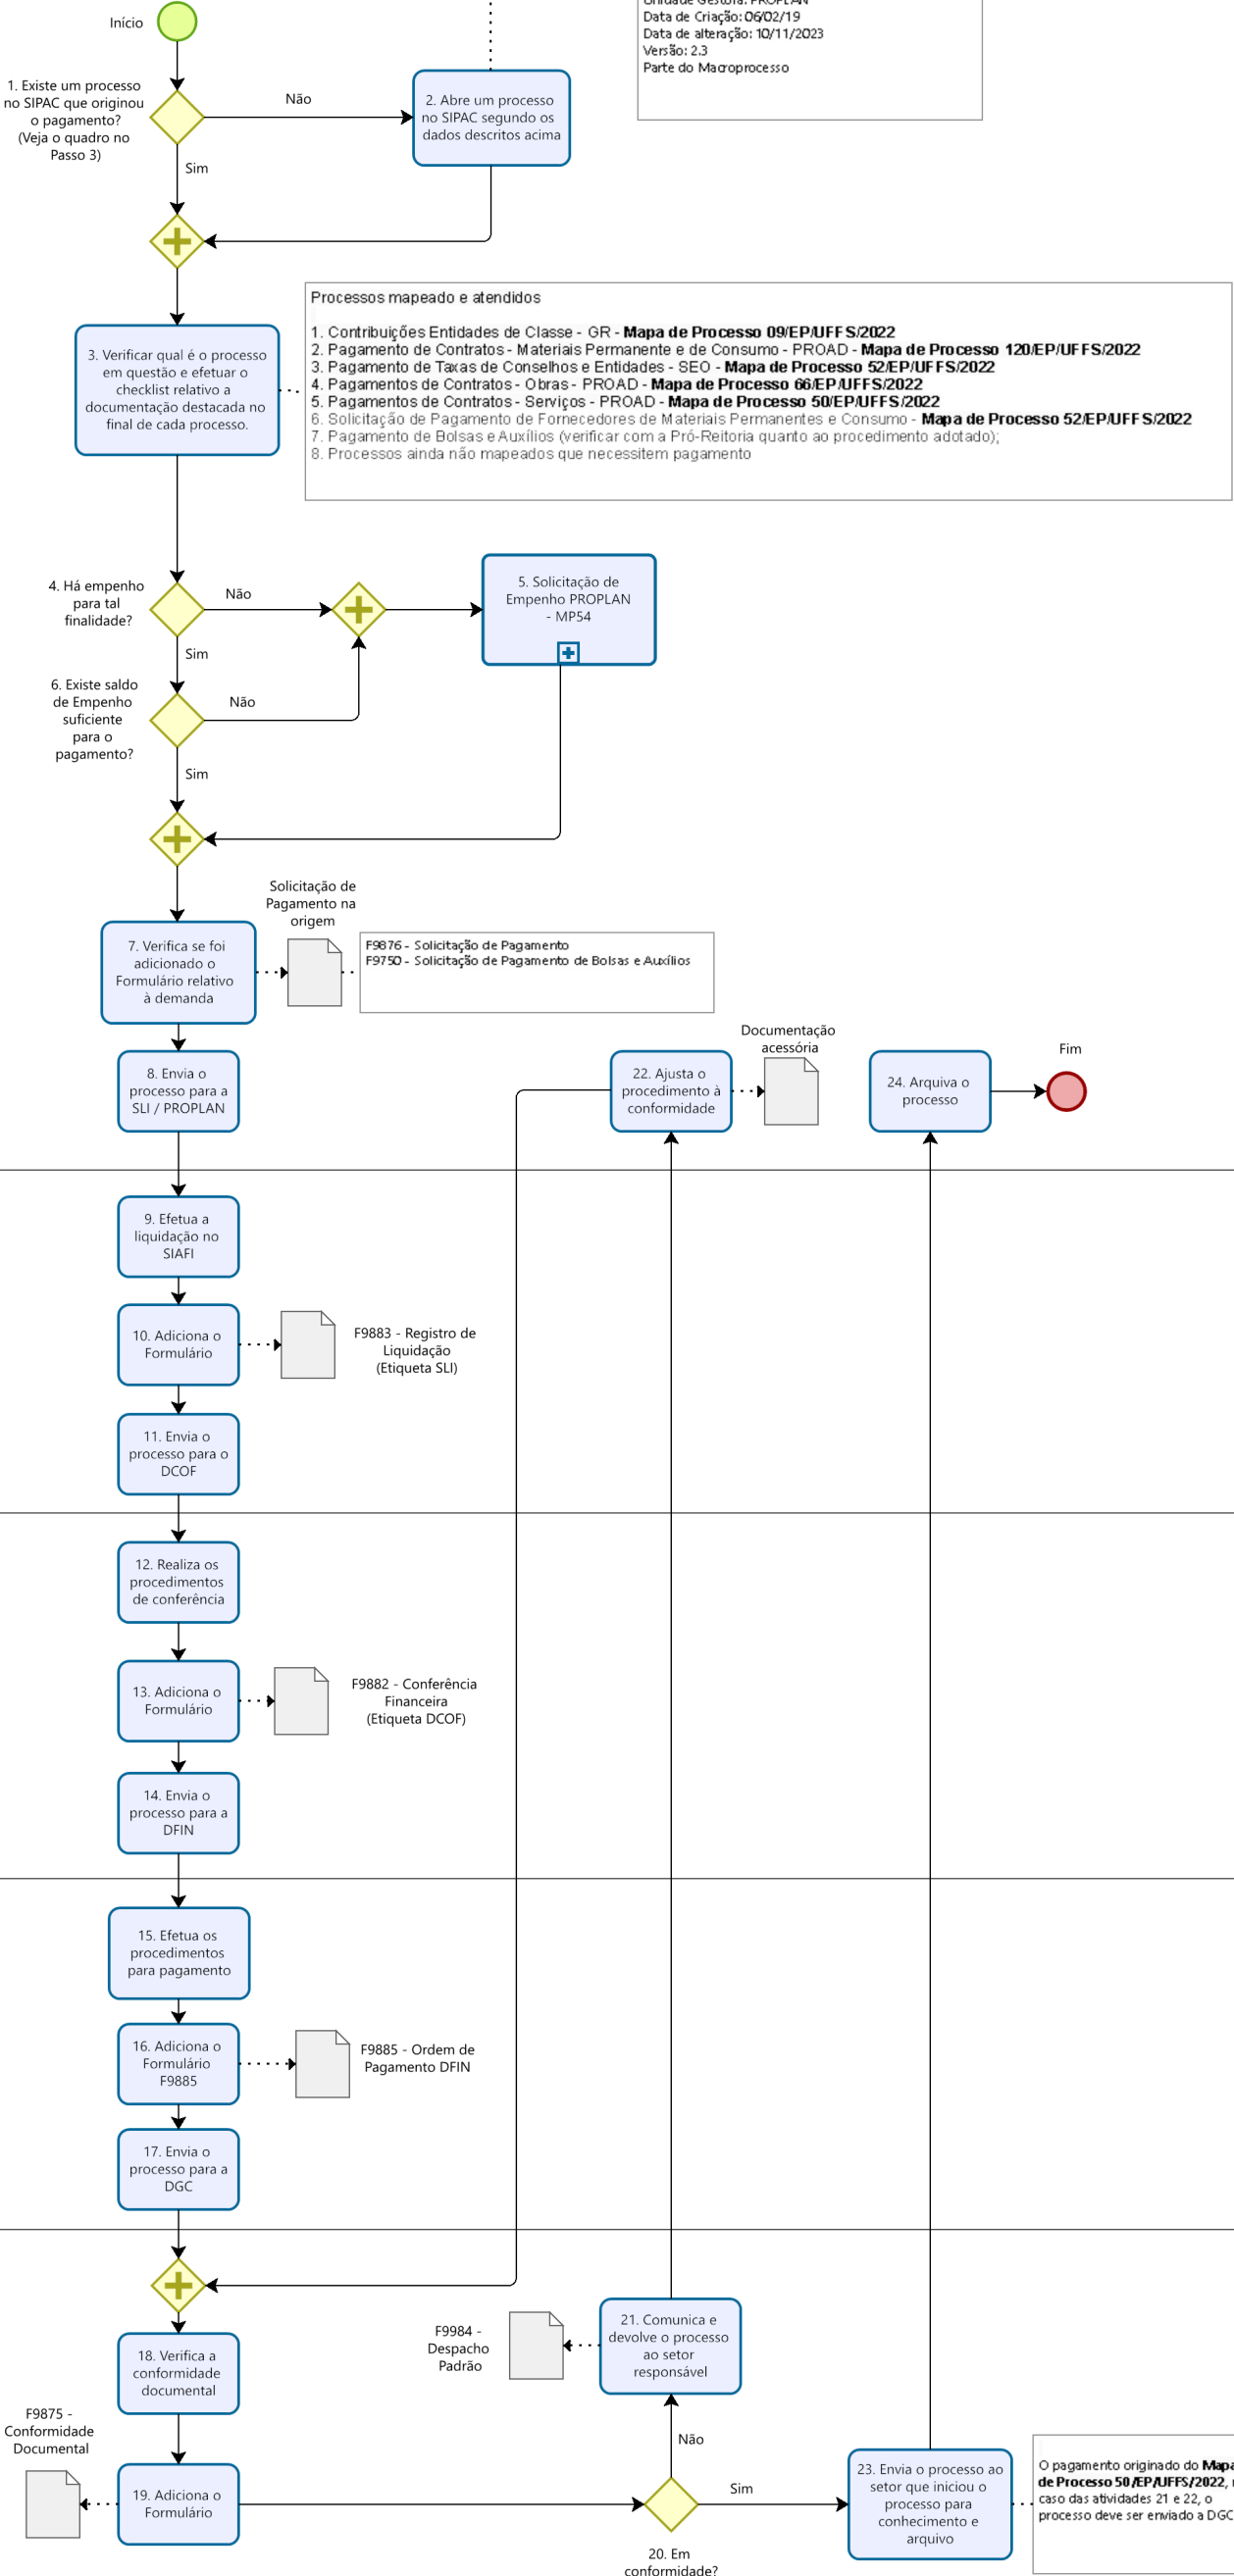 Unidade Gestora: PROPLAN
Data de Criação: 06/02/19
Data de alteração: 10/11/2023
Versão: 2.3
Parte do Macroprocesso
Início
1. Existe um processo
no SIPAC que originou
o pagamento?
(Veja o quadro no
Passo 3)
Não
2. Abre um processo
no SIPAC segundo os
dados descritos acima
Sim
Processos mapeado e atendidos
1. Contribuições Entidades de Classe - GR - Mapa de Processo 09/EP/UFFS/2022
2. Pagamento de Contratos - Materiais Permanente e de Consumo - PROAD - Mapa de Processo 120/EP/UFFS/2022
3. Pagamento de Taxas de Conselhos e Entidades - SEO - Mapa de Processo 52/EP/UFFS/2022
4. Pagamentos de Contratos - Obras - PROAD - Mapa de Processo 66/EP/UFFS/2022
5. Pagamentos de Contratos - Serviços - PROAD - Mapa de Processo 50/EP/UFFS/2022
6. Solicitação de Pagamento de Fornecedores de Materiais Permanentes e Consumo - Mapa de Processo 52/EP/UFFS/2022
7. Pagamento de Bolsas e Auxílios (verificar com a Pró-Reitoria quanto ao procedimento adotado);
8. Processos ainda não mapeados que necessitem pagamento
3. Verificar qual é o processo
em questão e efetuar o
checklist relativo a
documentação destacada no
final de cada processo.
4. Há empenho
para tal
finalidade?
Não
5. Solicitação de
Empenho PROPLAN
- MP54
Sim
6. Existe saldo
de Empenho
suficiente
para o
pagamento?
Não
Sim
Solicitação de
Pagamento na
origem
7. Verifica se foi
adicionado o
Formulário relativo
à demanda
F9876 - Solicitação de Pagamento
F9750 - Solicitação de Pagamento de Bolsas e Auxílios
8. Envia o
processo para a
SLI / PROPLAN
22. Ajusta o
procedimento à
conformidade
Documentação
acessória
24. Arquiva o
processo
Fim
9. Efetua a
liquidação no
SIAFI
10. Adiciona o
Formulário
F9883 - Registro de
Liquidação
(Etiqueta SLI)
11. Envia o
processo para o
DCOF
12. Realiza os
procedimentos
de conferência
13. Adiciona o
Formulário
F9882 - Conferência
Financeira
(Etiqueta DCOF)
14. Envia o
processo para a
DFIN
15. Efetua os
procedimentos
para pagamento
16. Adiciona o
Formulário
F9885
F9885 - Ordem de
Pagamento DFIN
17. Envia o
processo para a
DGC
18. Verifica a
conformidade
documental
F9984 -
Despacho
Padrão
21. Comunica e
devolve o processo
ao setor
responsável
F9875 -
Conformidade
Documental
19. Adiciona o
Formulário
Não
Sim
20. Em
conformidade?
23. Envia o processo ao
setor que iniciou o
processo para
conhecimento e
arquivo
O pagamento originado do Mapa
de Processo 50/EP/UFFS/2022,
caso das atividades 21 e 22, o
processo deve ser enviado a DGC